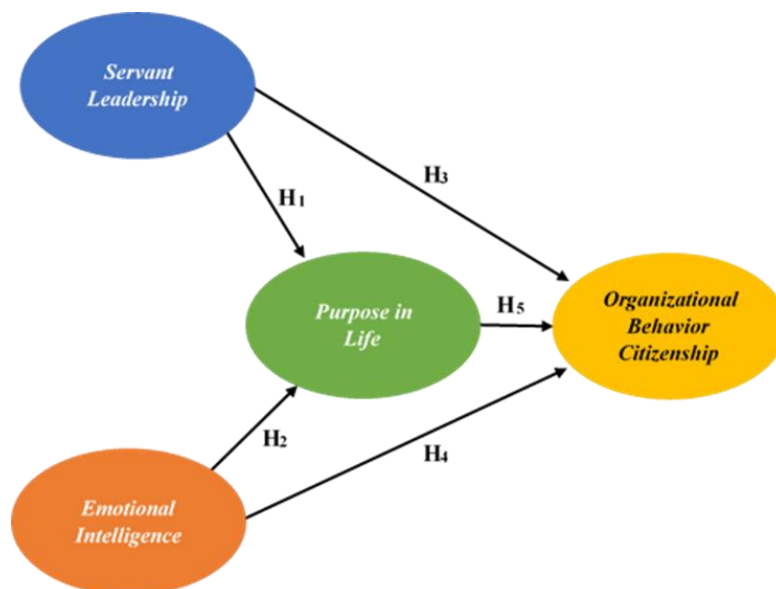 Servant
Leadership
H3
H1
Purpose in
Life
H5
Organizational
Behavior
Citizenship
H2
H4
Emotional
Intelligence